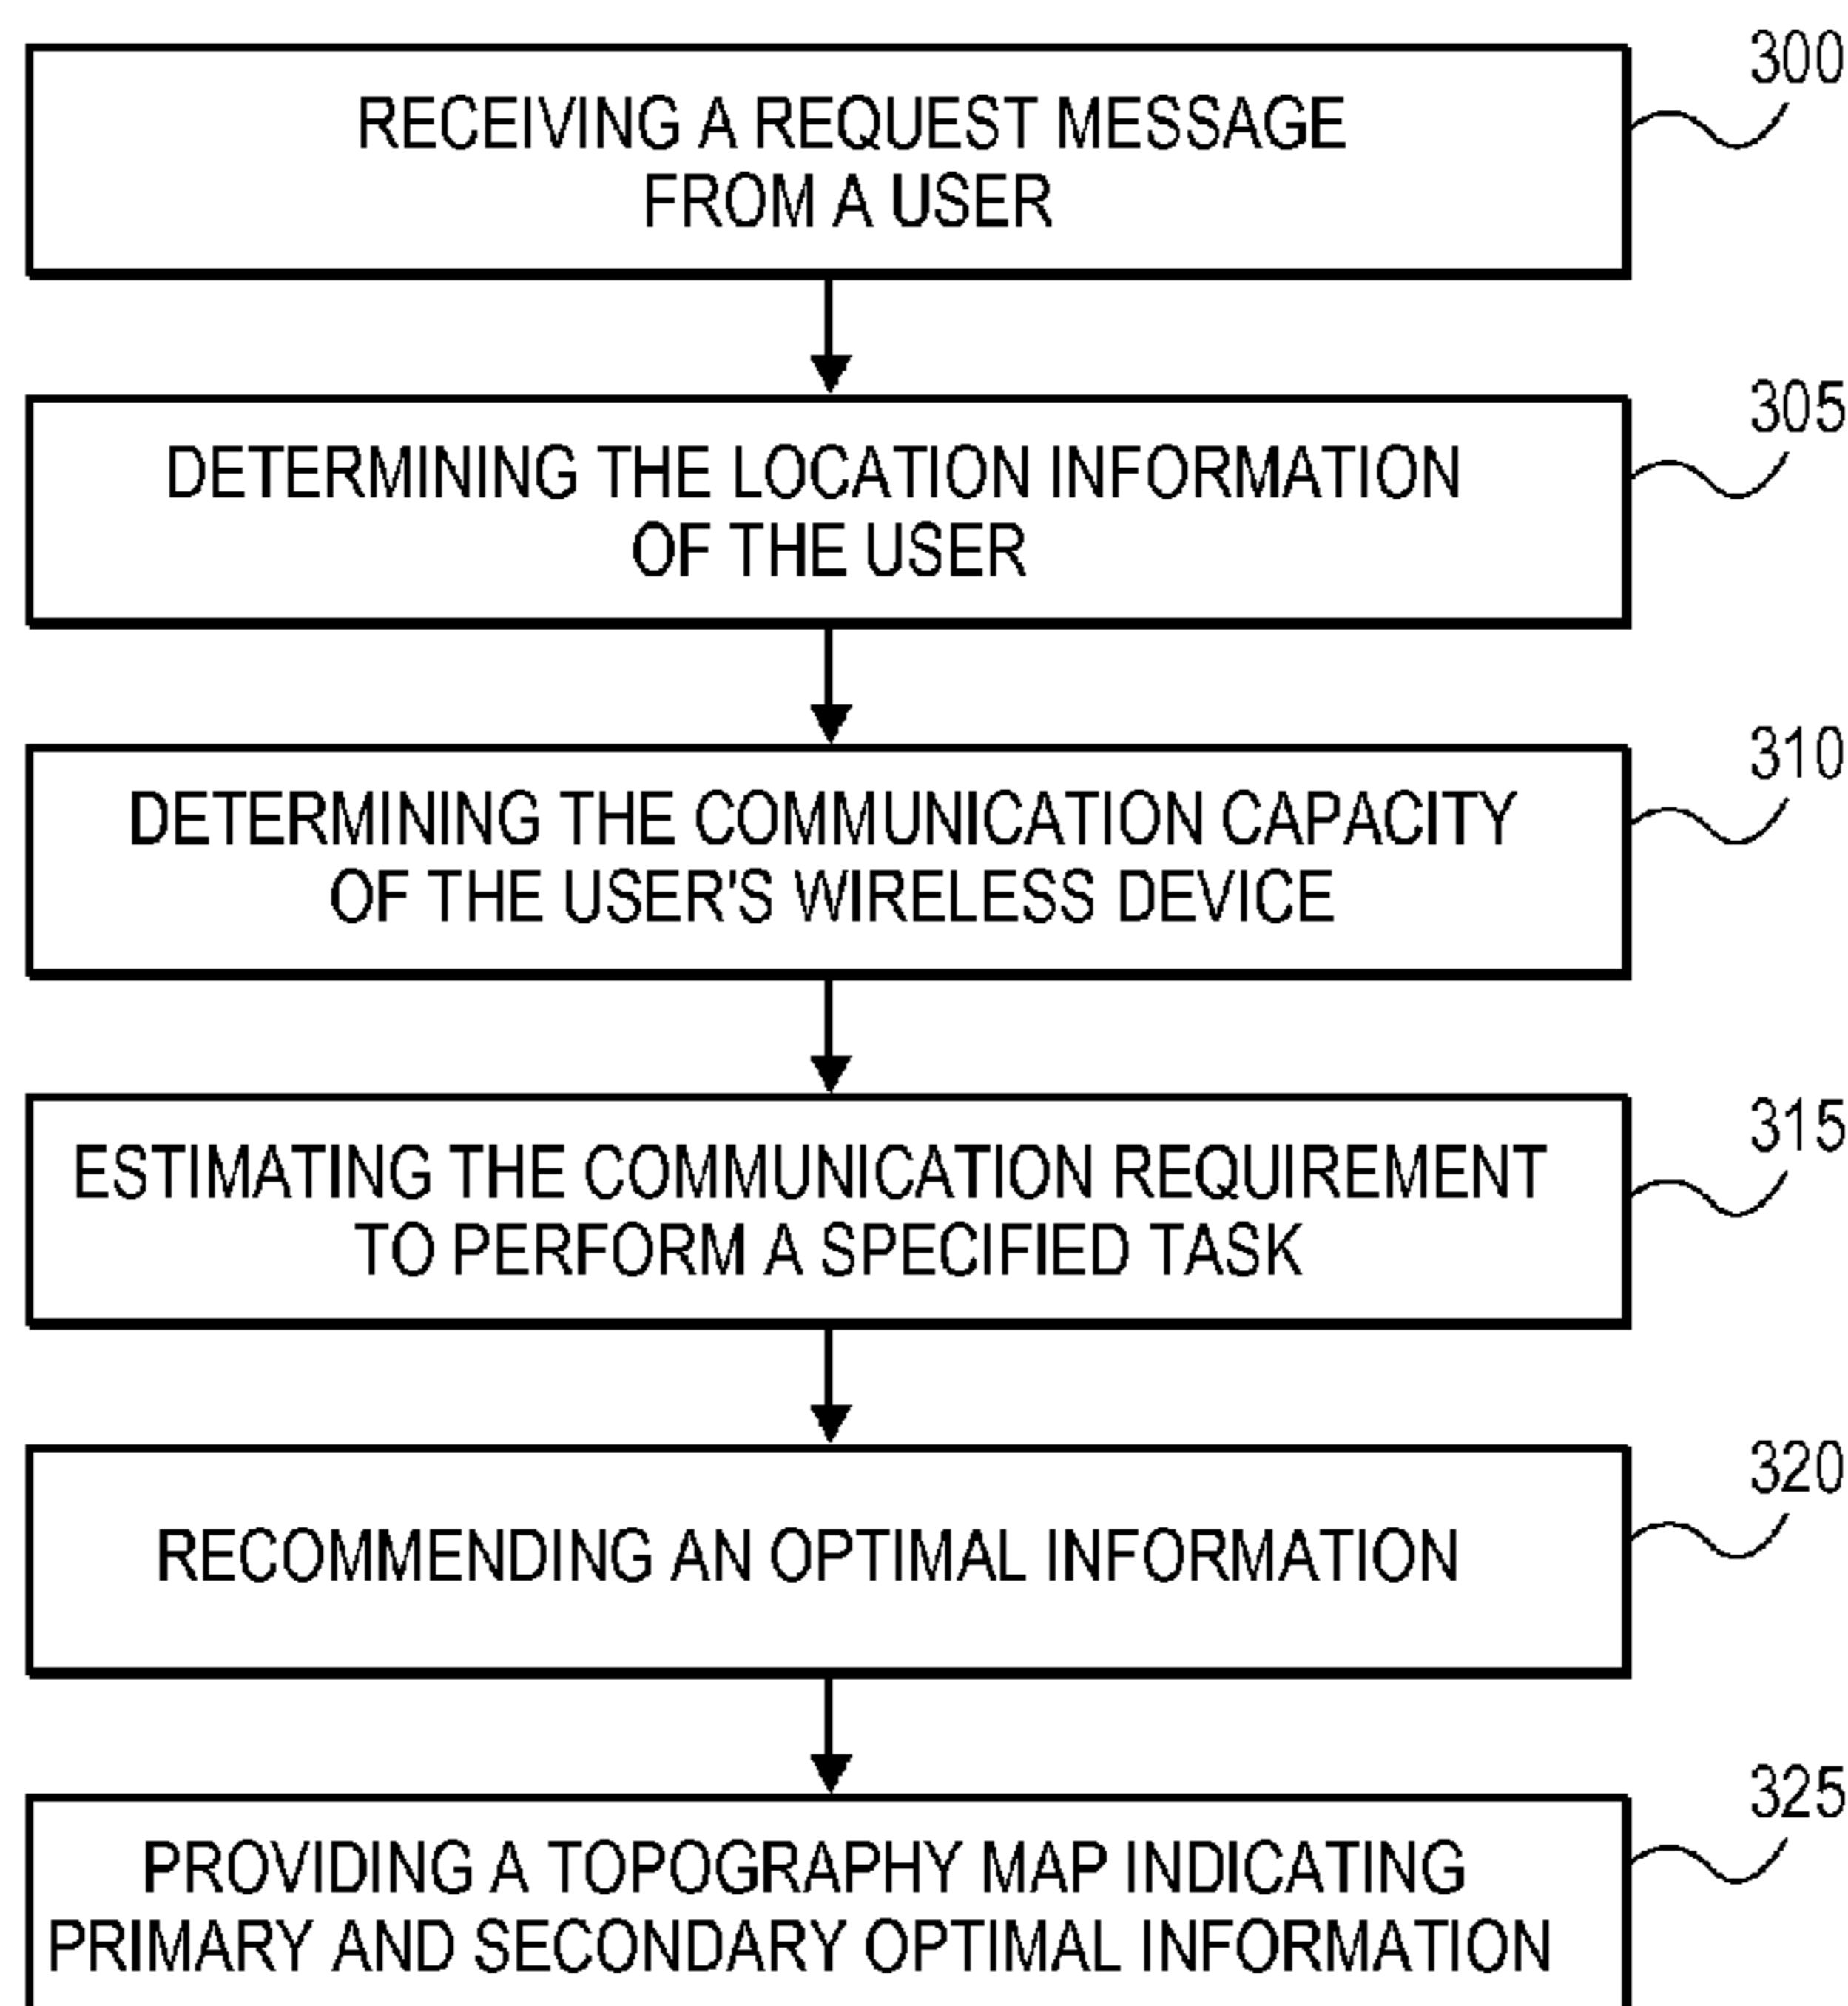 300
RECEIVING A REQUEST MESSAGE
FROM A USER
305
DETERMINING THE LOCATION INFORMATION
OF THE USER
310
DETERMINING THE COMMUNICATION CAPACITY
OF THE USER'S WIRELESS DEVICE
315
ESTIMATING THE COMMUNICATION REQUIREMENT
TO PERFORM A SPECIFIED TASK
320
RECOMMENDING AN OPTIMAL INFORMATION
325
PROVIDING A TOPOGRAPHY MAP INDICATING
PRIMARY AND SECONDARY OPTIMAL INFORMATION